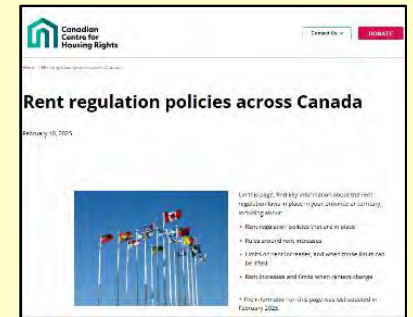 Canadian
Centre for
Housing Rights
Contact Us
DONATE
Home
Rent regulation policies across Canada
February 18, 2025
On this page, find key information about the rent
regulation laws in place in your province or territory,
including about:
• Rent regulation policies that are in place
• Rules around rent increases
• Limits on rent increases, and when those limits can
be lifted
• Rent increases and limits when renters change
* The information on this page was last updated in
February 2025.